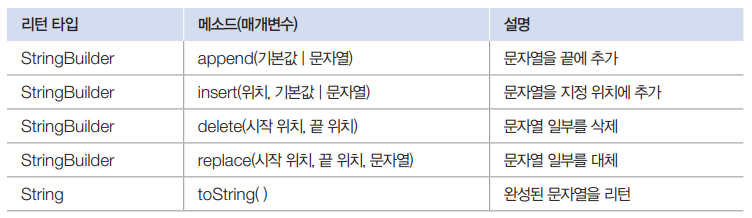 리턴 타입 메소드(매개변수) 설명
StringBuilder append(기본값 | 문자열) 문자열을 끝에 추가
StringBuilder insert(위치, 기본값 | 문자열) 문자열을 지정 위치에 추가
StringBuilder delete(시작 위치, 끝 위치) 문자열 일부를 삭제
StringBuilder replace(시작 위치, 끝 위치, 문자열) 문자열 일부를 대체
String toString( ) 완성된 문자열을 리턴